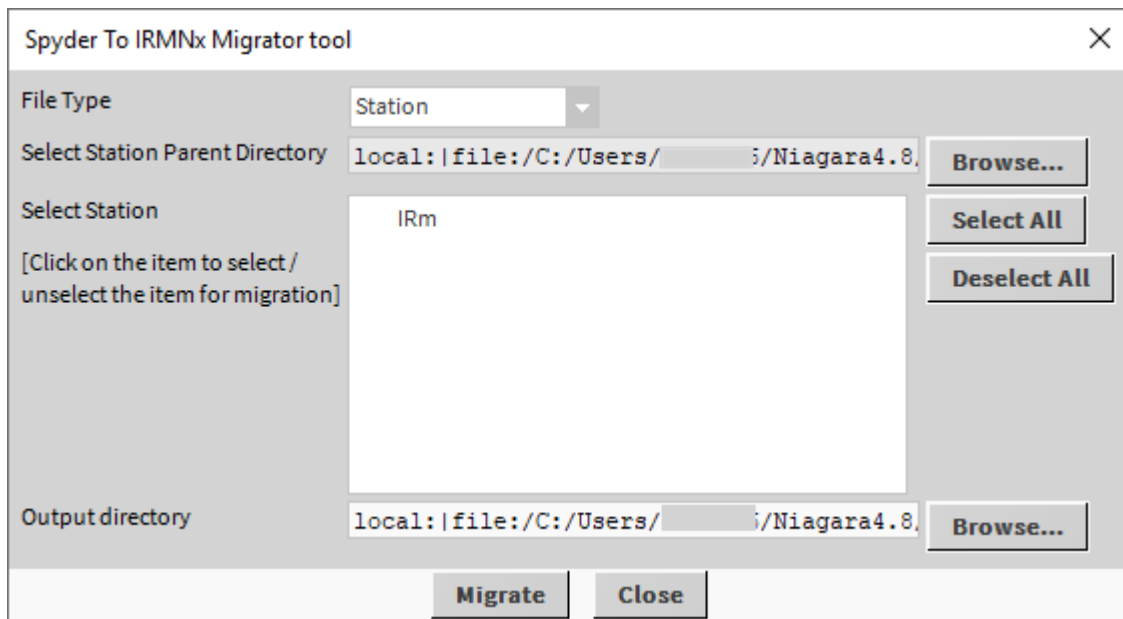 Spyder To IRMNx Migrator tool
File Type
Station
Select Station Parent Directory
local:|file:/C:/Users/ 5/Niagara4.8/
Browse...
Select Station
IRm
Select All
[Click on the item to select /
unselect the item for migration]
Deselect All
Output directory
local:|file:/C:/Users/ /Niagara4.8/
Browse...
Migrate
Close